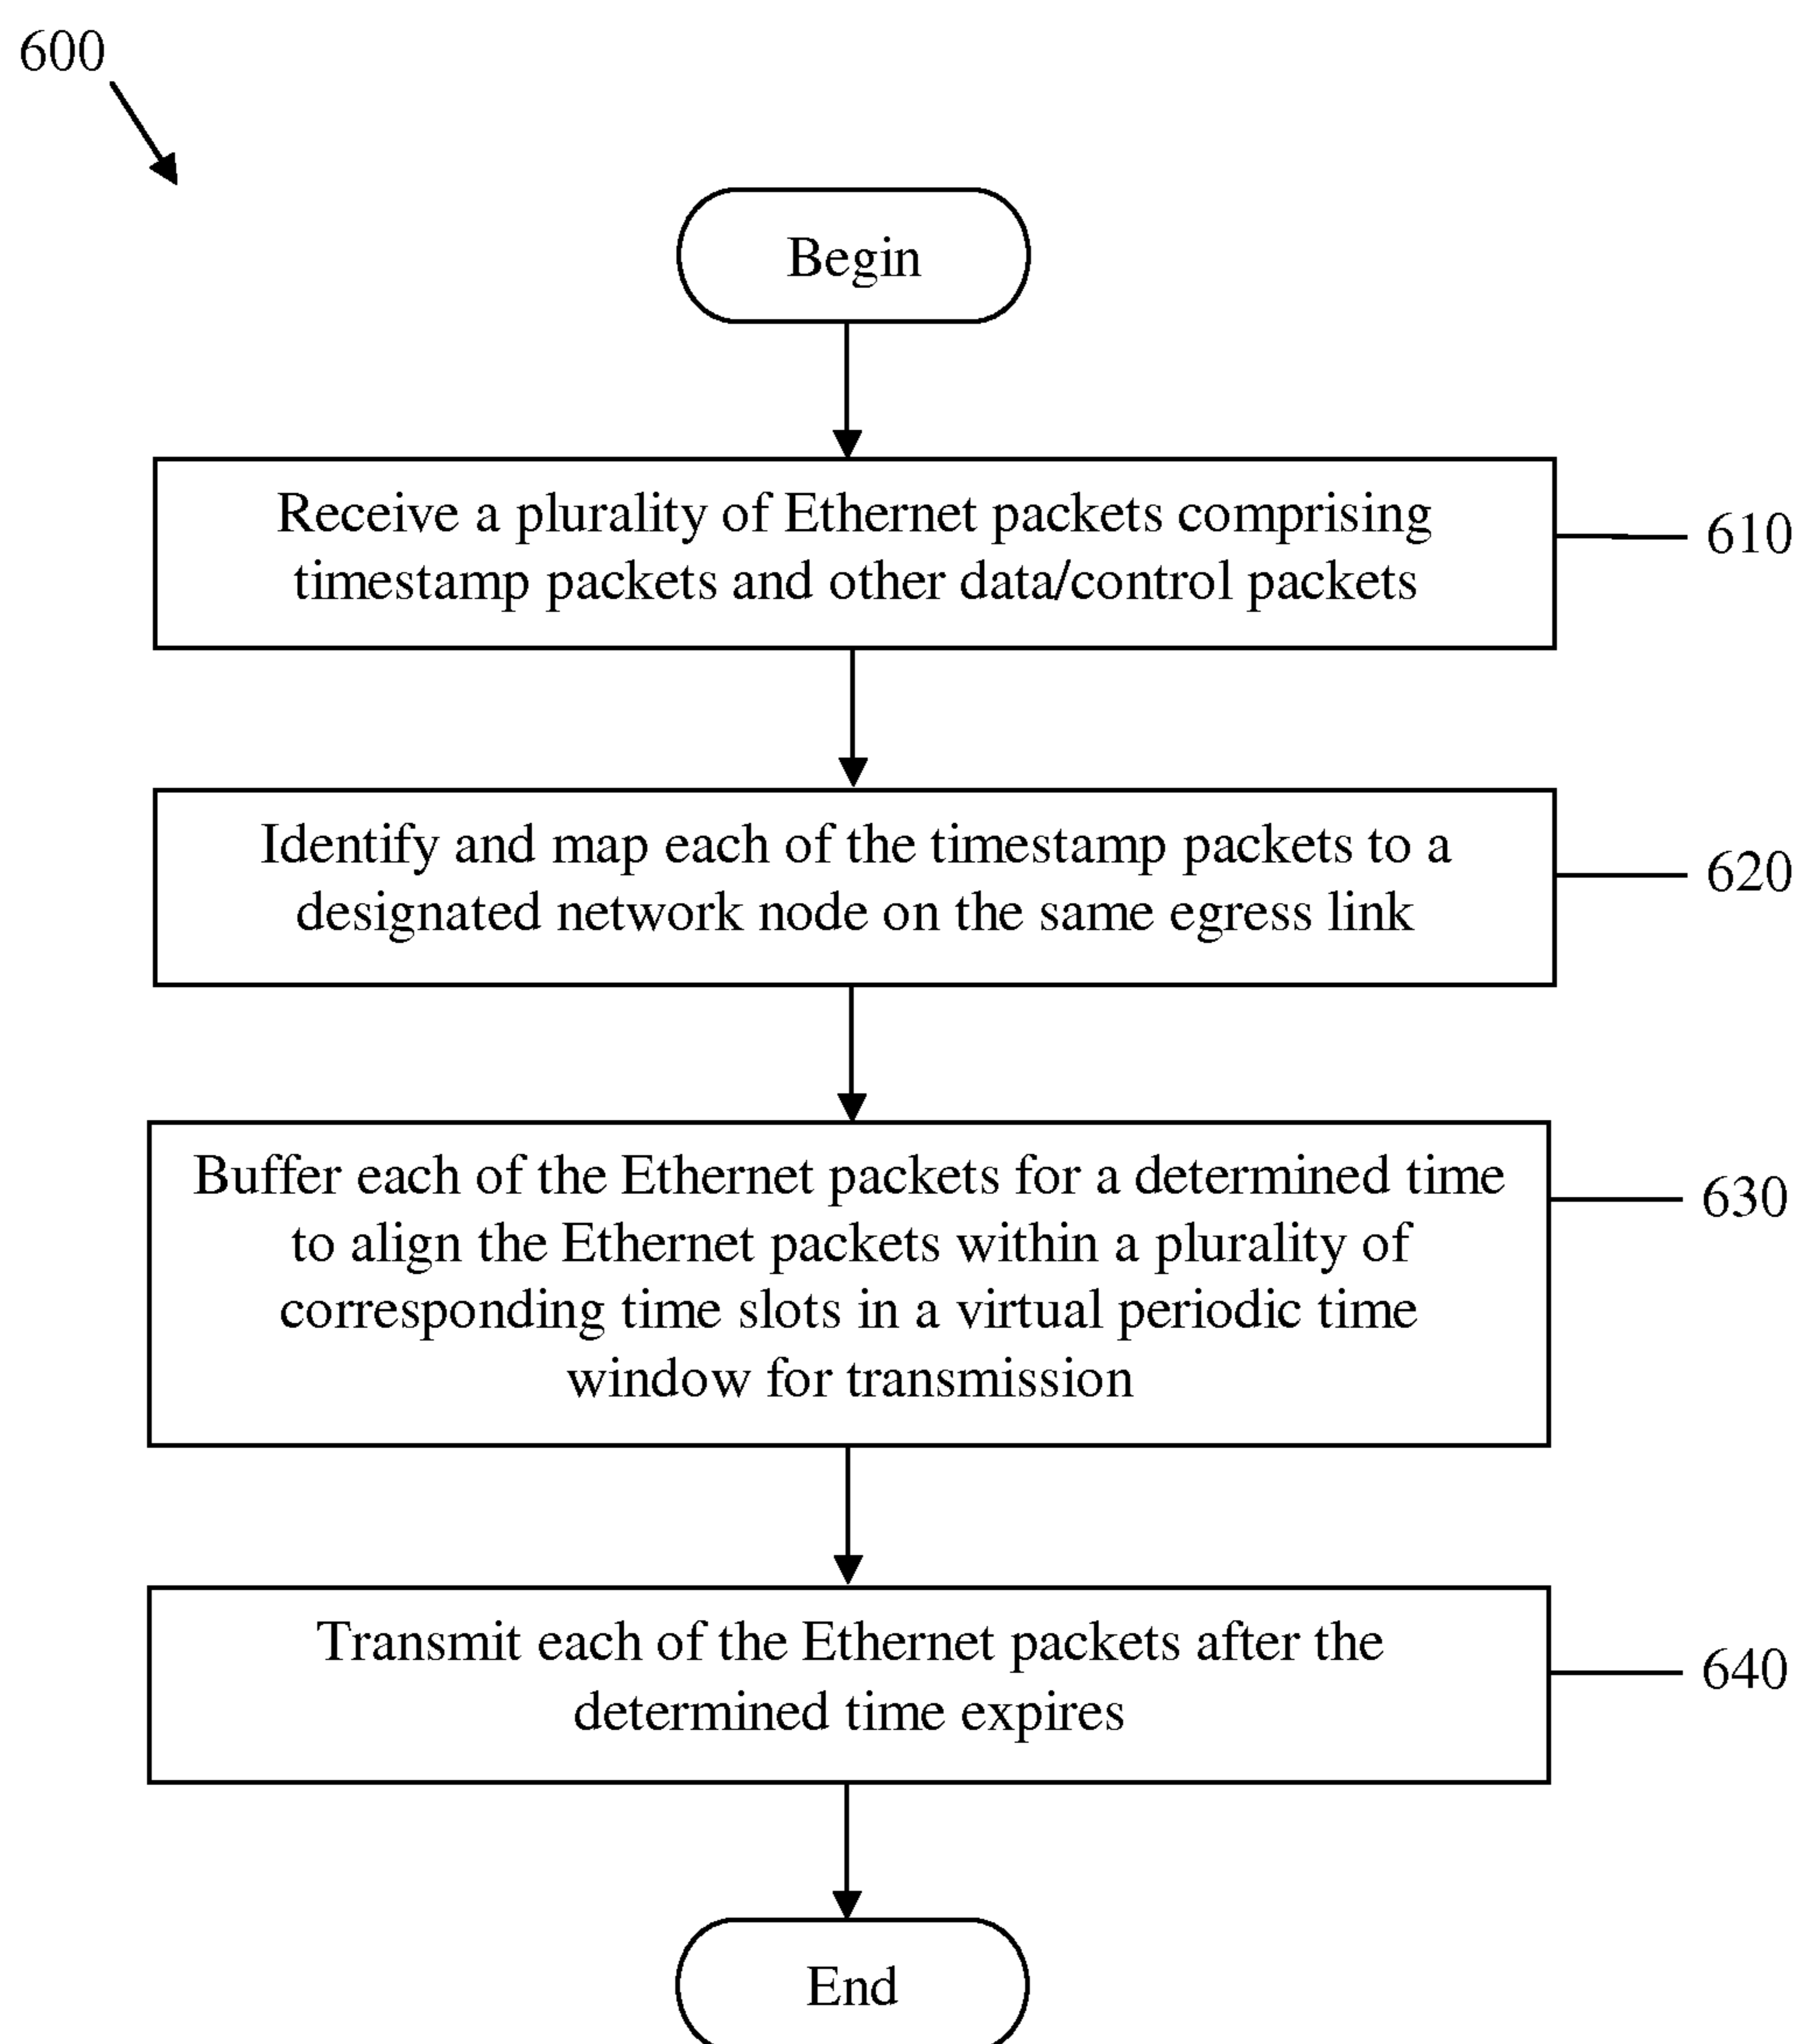 600
Begin
Receive a plurality of Ethernet packets comprising
timestamp packets and other data/control packets
610
Identify and map each of the timestamp packets to a
designated network node on the same egress link
620
Buffer each of the Ethernet packets for a determined time
to align the Ethernet packets within a plurality of
corresponding time slots in a virtual periodic time
window for transmission
630
Transmit each of the Ethernet packets after the
determined time expires
640
End